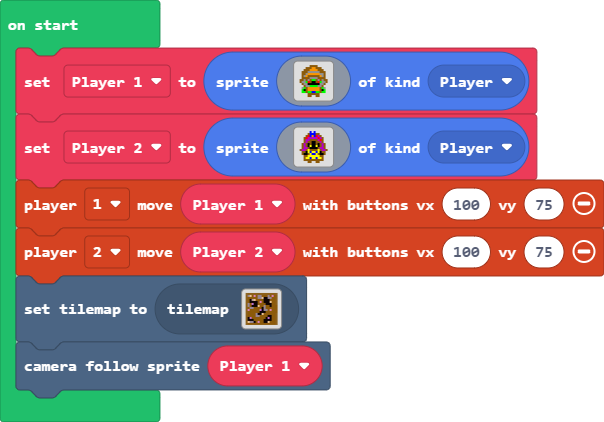 on start
set Player 1 to sprite of kind Player
set Player 2 to sprite of kind Player
player 1 move Player 1 with buttons vx 100 vy 75
player 2 move Player 2 with buttons vx 100 vy 75
set tilemap to tilemap
camera follow sprite Player 1